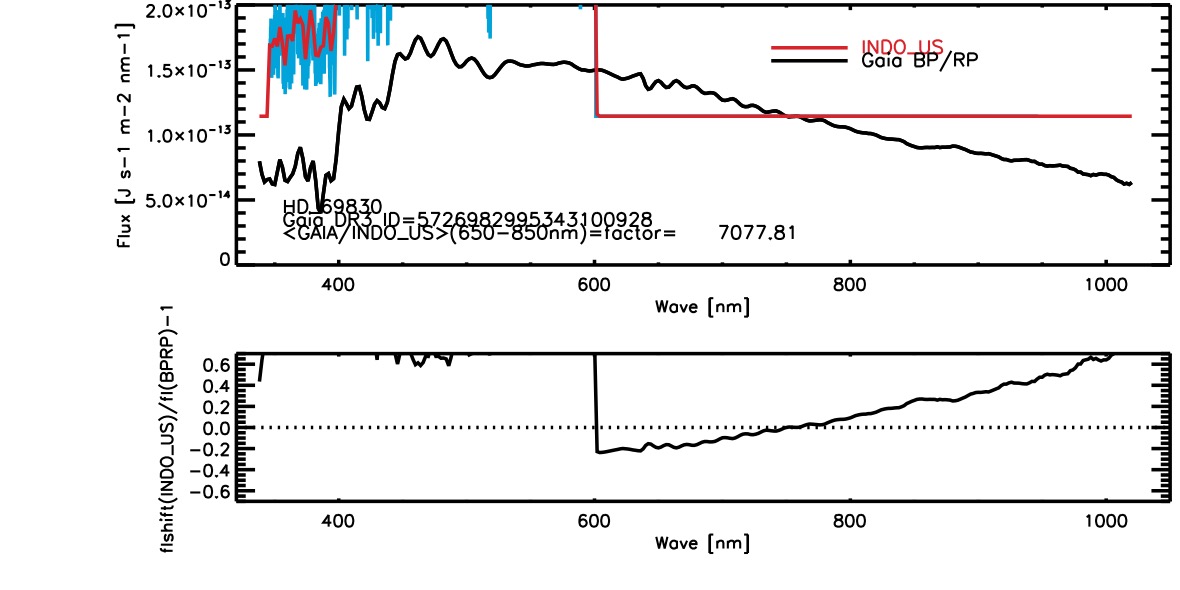 2.0×10−13
1.5×10−13
1.0×10−13
5.0×10−14
0
Flux [J s−1 m−2 nm−1]
INDO_US
Gaia BP/RP
HD_69830
Gaia DR3 ID=5726982995343100928
<GAIA/INDO_US>(650−850nm)=factor= 7077.81
400 600 800 1000
Wave [nm]
flshift(INDO_US)/fl(BPRP)−1
0.6
0.4
0.2
0.0
−0.2
−0.4
−0.6
400 600 800 1000
Wave [nm]